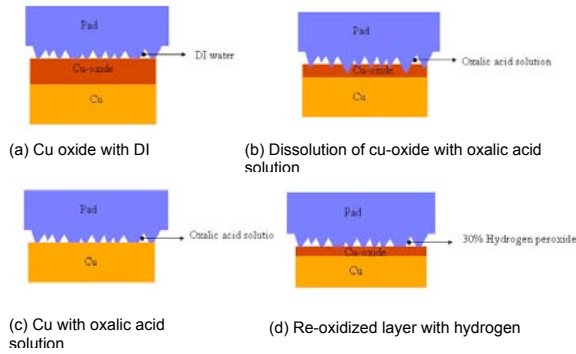 Pad
DI water
Cu-oxide
Cu
(a) Cu oxide with DI
Pad
Oxalic acid solution
Cu-oxide
Cu
(b) Dissolution of cu-oxide with oxalic acid
solution
Pad
Oxalic acid solutio
Cu
(c) Cu with oxalic acid
solution
Pad
30% Hydrogen peroxide
Cu-oxide
Cu
(d) Re-oxidized layer with hydrogen